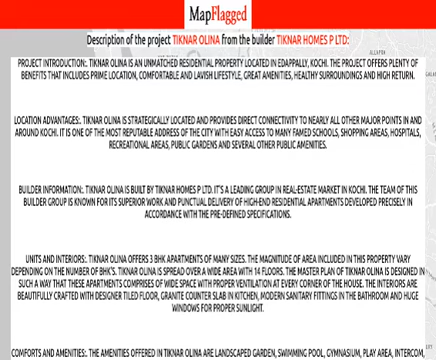 MapFlagged
Description of the project TIKNAR OLINA from the builder TIKNAR HOMES P LTD:
PROJECT INTRODUCTION:. TIKNAR OLINA IS AN UNMATCHED RESIDENTIAL PROPERTY LOCATED IN EDAPPALLY, KOCHI. THE PROJECT OFFERS PLENTY OF
BENEFITS THAT INCLUDES PRIME LOCATION, COMFORTABLE AND LAVISH LIFESTYLE, GREAT AMENITIES, HEALTHY SURROUNDINGS AND HIGH RETURN.
LOCATION ADVANTAGES:. TIKNAR OLINA IS STRATEGICALLY LOCATED AND PROVIDES DIRECT CONNECTIVITY TO NEARLY ALL OTHER MAJOR POINTS IN AND
AROUND KOCHI. IT IS ONE OF THE MOST REPUTABLE ADDRESS OF THE CITY WITH EASY ACCESS TO MANY FAMED SCHOOLS, SHOPPING AREAS, HOSPITALS,
RECREATIONAL AREAS, PUBLIC GARDENS AND SEVERAL OTHER PUBLIC AMENITIES.
BUILDER INFORMATION:. TIKNAR OLINA IS BUILT BY TIKNAR HOMES P LTD. IT'S A LEADING GROUP IN REAL-ESTATE MARKET IN KOCHI. THE TEAM OF THIS
BUILDER GROUP IS KNOWN FOR ITS SUPERIOR WORK AND PUNCTUAL DELIVERY OF HIGH-END RESIDENTIAL APARTMENTS DEVELOPED PRECISELY IN
ACCORDANCE WITH THE PRE-DEFINED SPECIFICATIONS.
UNITS AND INTERIORS:. TIKNAR OLINA OFFERS 3 BHK APARTMENTS OF MANY SIZES. THE MAGNITUDE OF AREA INCLUDED IN THIS PROPERTY VARY
DEPENDING ON THE NUMBER OF BHK'S. TIKNAR OLINA IS SPREAD OVER A WIDE AREA WITH 14 FLOORS. THE MASTER PLAN OF TIKNAR OLINA IS DESIGNED IN
SUCH A WAY THAT THESE APARTMENTS COMPRISES OF WIDE SPACE WITH PROPER VENTILATION AT EVERY CORNER OF THE HOUSE. THE INTERIORS ARE
BEAUTIFULLY CRAFTED WITH DESIGNER TILED FLOOR, GRANITE COUNTER SLAB IN KITCHEN, MODERN SANITARY FITTINGS IN THE BATHROOM AND HUGE
WINDOWS FOR PROPER SUNLIGHT.
COMFORTS AND AMENITIES:. THE AMENITIES OFFERED IN TIKNAR OLINA ARE LANDSCAPED GARDEN, SWIMMING POOL, GYMNASIUM, PLAY AREA, INTERCOM,